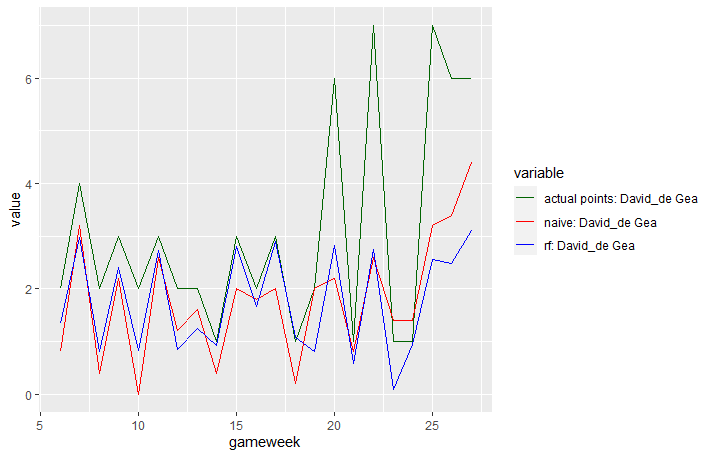 6
4
2
0
value
5
10
15
20
25
gameweek
variable
actual points: David_de Gea
naive: David_de Gea
rf: David_de Gea